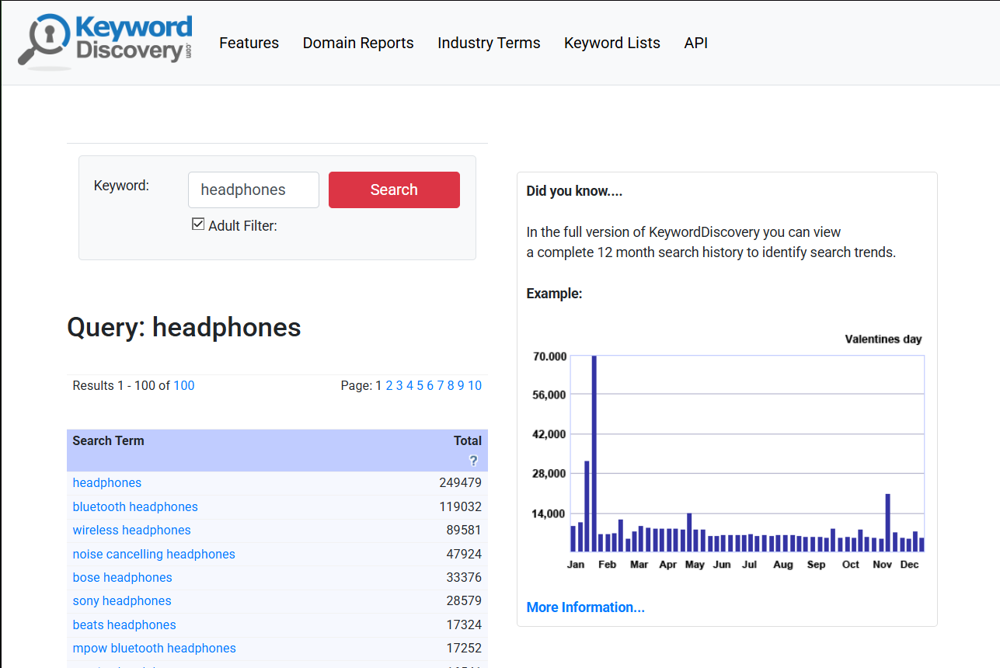 Keyword
Discovery.com
Features Domain Reports Industry Terms Keyword Lists API
Keyword: headphones Search
Adult Filter:
Query: headphones
Results 1 - 100 of 100 Page: 1 2 3 4 5 6 7 8 9 10
Search Term Total
?
headphones 249479
bluetooth headphones 119032
wireless headphones 89581
noise cancelling headphones 47924
bose headphones 33376
sony headphones 28579
beats headphones 17324
mpow bluetooth headphones 17252
Did you know....
In the full version of KeywordDiscovery you can view
a complete 12 month search history to identify search trends.
Example:
Valentines day
70.000
56,000
42,000
28,000
14,000
Jan Feb Mar Apr May Jun Jul Aug Sep Oct Nov Dec
More Information...